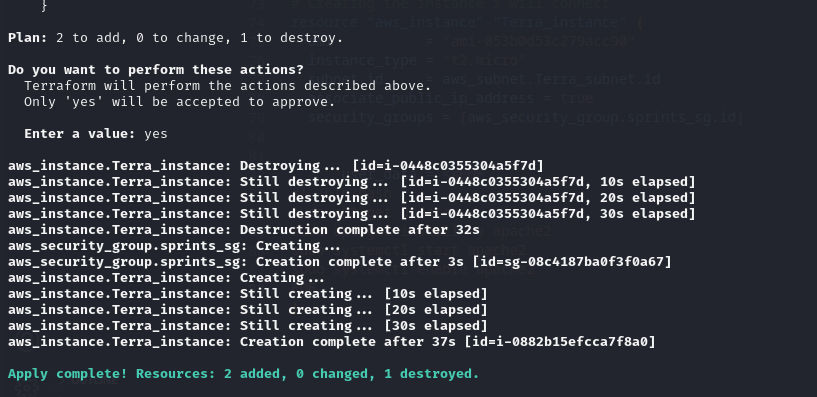 }
Plan: 2 to add, 0 to change, 1 to destroy.
Do you want to perform these actions?
Terraform will perform the actions described above.
Only 'yes' will be accepted to approve.
Enter a value: yes
aws_instance.Terra_instance: Destroying... [id=i-0448c0355304a5f7d]
aws_instance.Terra_instance: Still destroying... [id=i-0448c0355304a5f7d, 10s elapsed]
aws_instance.Terra_instance: Still destroying... [id=i-0448c0355304a5f7d, 20s elapsed]
aws_instance.Terra_instance: Still destroying... [id=i-0448c0355304a5f7d, 30s elapsed]
aws_instance.Terra_instance: Destruction complete after 32s
aws_security_group.sprints_sg: Creating...
aws_security_group.sprints_sg: Creation complete after 3s [id=sg-08c4187ba0f3f0a67]
aws_instance.Terra_instance: Creating...
aws_instance.Terra_instance: Still creating... [10s elapsed]
aws_instance.Terra_instance: Still creating... [20s elapsed]
aws_instance.Terra_instance: Still creating... [30s elapsed]
aws_instance.Terra_instance: Creation complete after 37s [id=i-0882b15efcca7f8a0]
Apply complete! Resources: 2 added, 0 changed, 1 destroyed.